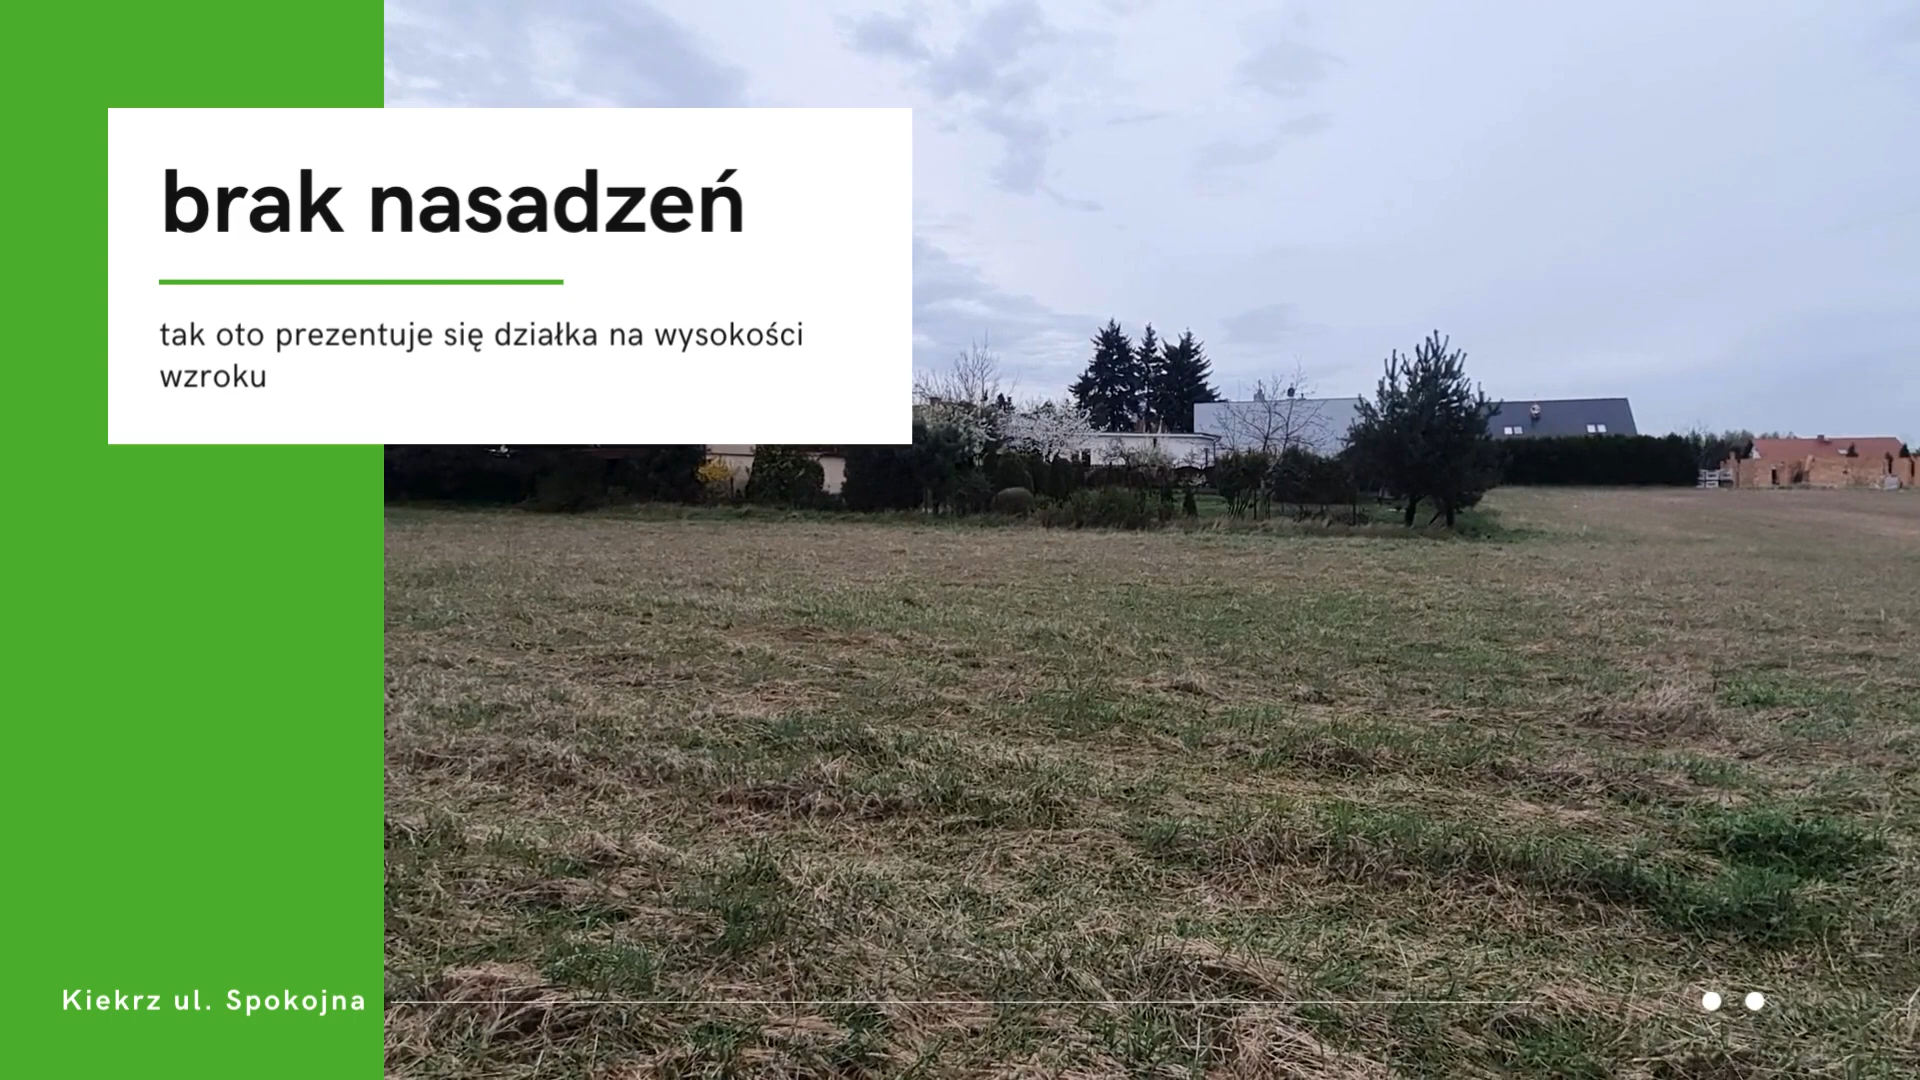 brak nasadzeń
tak oto prezentuje się działka na wysokości
wzroku
Kiekrz ul. Spokojna